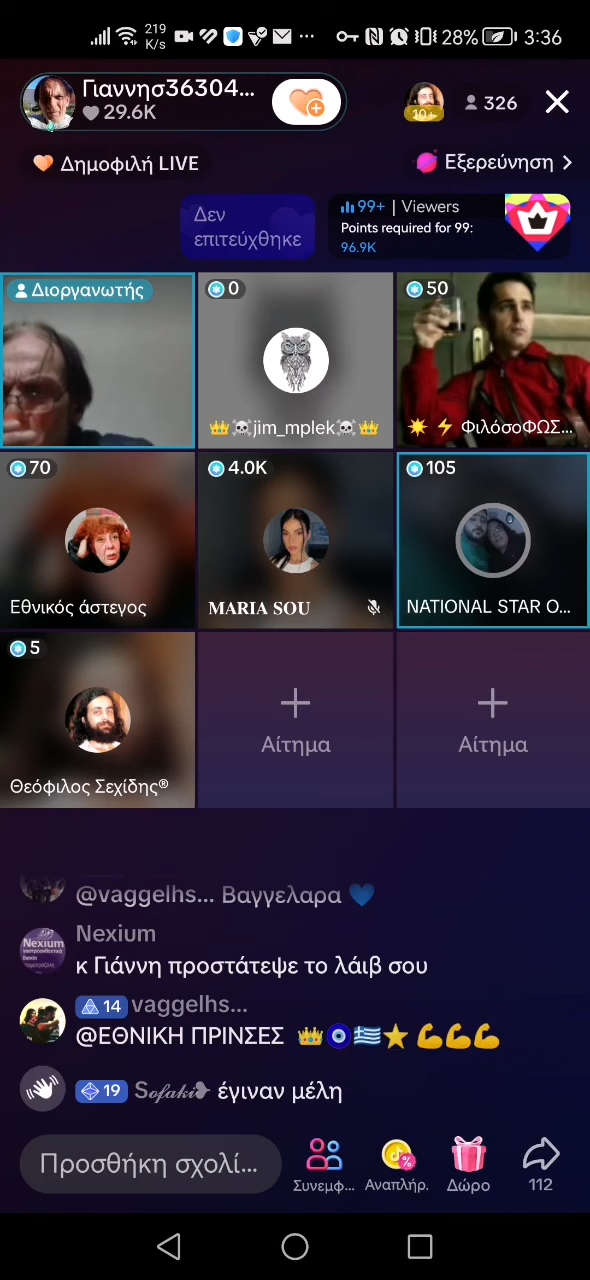 219 K/s 28% 3:36
Γιαννησ36304...
29.6K
10+
326
Δημοφιλή LIVE
Εξερεύνηση
Δεν
επιτεύχθηκε
99+ | Viewers
Points required for 99:
96.9K
Διοργανωτής
0
50
👑☠️jim_mplek☠️👑
☀️⚡ΦιλόσοΦΩΣ...
70
4.0K
105
Εθνικός άστεγος
MARIA SOU
NATIONAL STAR O...
5
Αίτημα
Αίτημα
Θεόφιλος Σεχίδης®
@vaggelhs... Βαγγελαρα 💙
Nexium
Nexium
κ Γιάννη προστάτεψε το λάιβ σου
14 vaggelhs...
@ΕΘΝΙΚΗ ΠΡΙΝΣΕΣ 👑🧿🇬🇷⭐💪💪💪
19 S𝓸𝓯𝓪𝓴𝓲❥ έγιναν μέλη
Προσθήκη σχολί...
Συνεμφ...
Αναπλήρ.
Δώρο
112